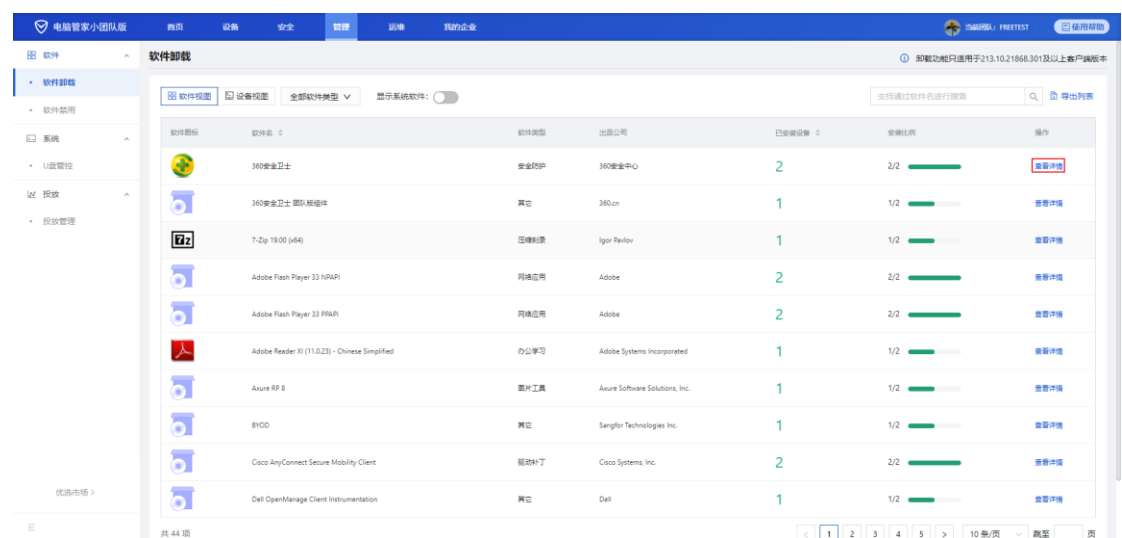 电脑管家小团队版 首页 设备 安全 管理 运维 我的企业 当前团队：FREETEST 使用帮助
软件
软件卸载
软件禁用
系统
U盘管控
投放
投放管理
优选市场 >
软件卸载 卸载功能只适用于213.10.21868.301及以上客户端版本
软件视图 设备视图 全部软件类型 显示系统软件： 支持通过软件名进行搜索 导出列表
软件图标 软件名 软件类型 出品公司 已安装设备 安装比例 操作
360安全卫士 安全防护 360安全中心 2 2/2 查看详情
360安全卫士 团队版组件 其它 360.cn 1 1/2 查看详情
7-Zip 19.00 (x64) 压缩刻录 Igor Pavlov 1 1/2 查看详情
Adobe Flash Player 33 NPAPI 网络应用 Adobe 2 2/2 查看详情
Adobe Flash Player 33 PPAPI 网络应用 Adobe 2 2/2 查看详情
Adobe Reader XI (11.0.23) - Chinese Simplified 办公学习 Adobe Systems Incorporated 1 1/2 查看详情
Axure RP 8 图片工具 Axure Software Solutions, Inc. 1 1/2 查看详情
BYOD 其它 Sangfor Technologies Inc. 1 1/2 查看详情
Cisco AnyConnect Secure Mobility Client 驱动补丁 Cisco Systems, Inc. 2 2/2 查看详情
Dell OpenManage Client Instrumentation 其它 Dell 1 1/2 查看详情
共 44 项 < 1 2 3 4 5 > 10 条/页 跳至 页